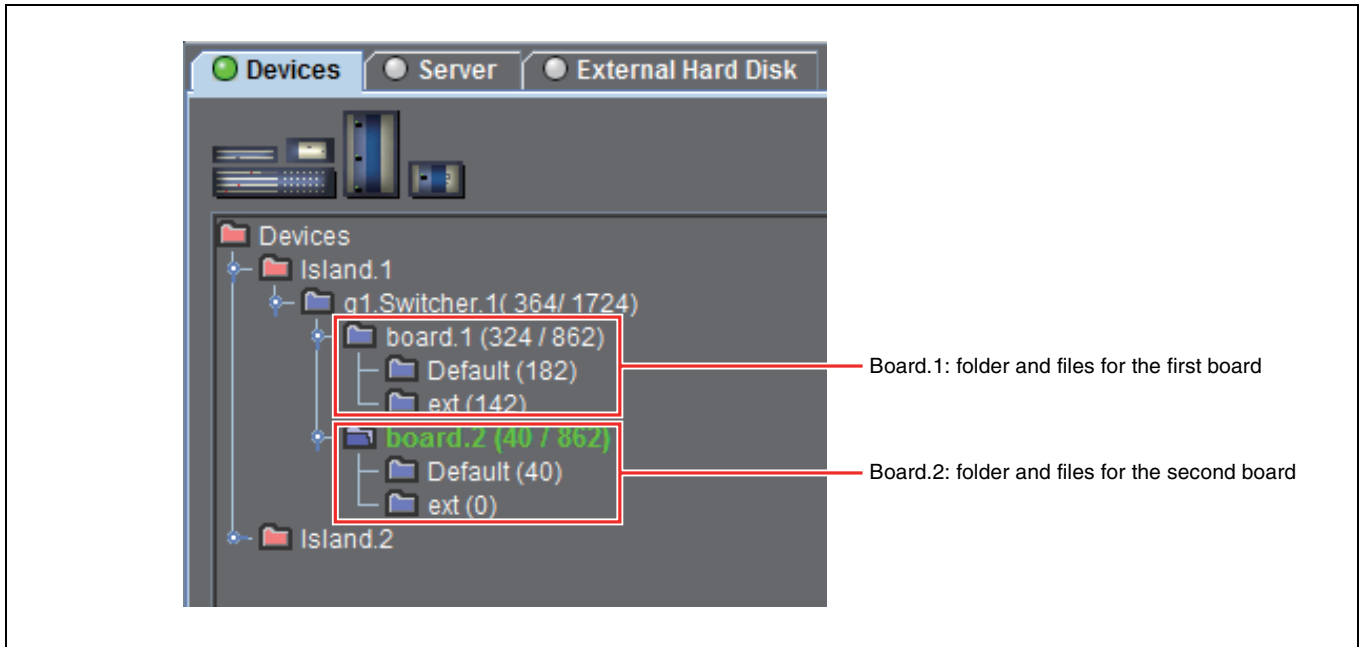 Devices Server External Hard Disk
Devices
Island.1
g1.Switcher.1( 364/ 1724)
board.1 (324 / 862)
Default (182)
ext (142)
board.2 (40 / 862)
Default (40)
ext (0)
Island.2
Board.1: folder and files for the first board
Board.2: folder and files for the second board